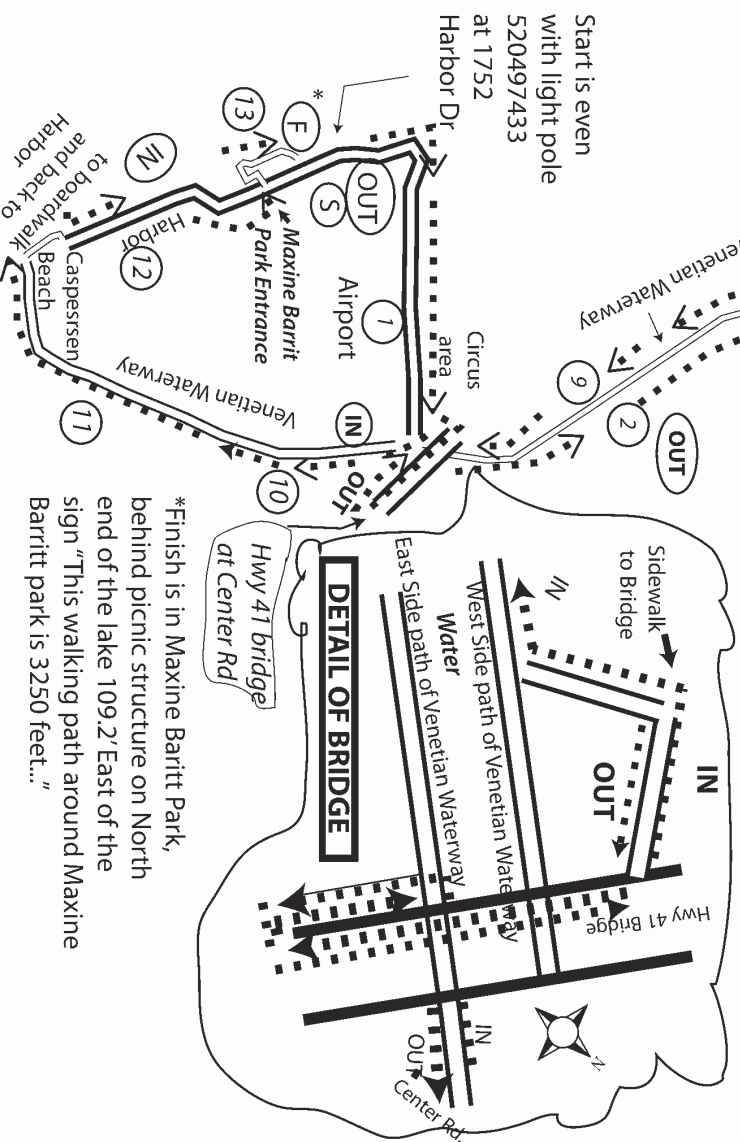 Start is even
with light pole
520497433
at 1752
Harbor Dr
*
F
13
IN
OUT
S
Harbor
12
Maxine Barrit
Park Entrance
Airport
1
Circus
area
to boardwalk
and back to
Harbor
Caspesrsen
Beach
Venetian Waterway
11
IN
10
OUT
Venetian Waterway
9
2
OUT
Hwy 41 bridge
at Center Rd
DETAIL OF BRIDGE
Sidewalk
to Bridge
IN
IN
OUT
West Side path of Venetian Waterway
Water
East Side path of Venetian Waterway
Hwy 41 Bridge
IN
OUT
Center Rd.
N
*Finish is in Maxine Baritt Park,
behind picnic structure on North
end of the lake 109.2' East of the
sign "This walking path around Maxine
Barritt park is 3250 feet..."